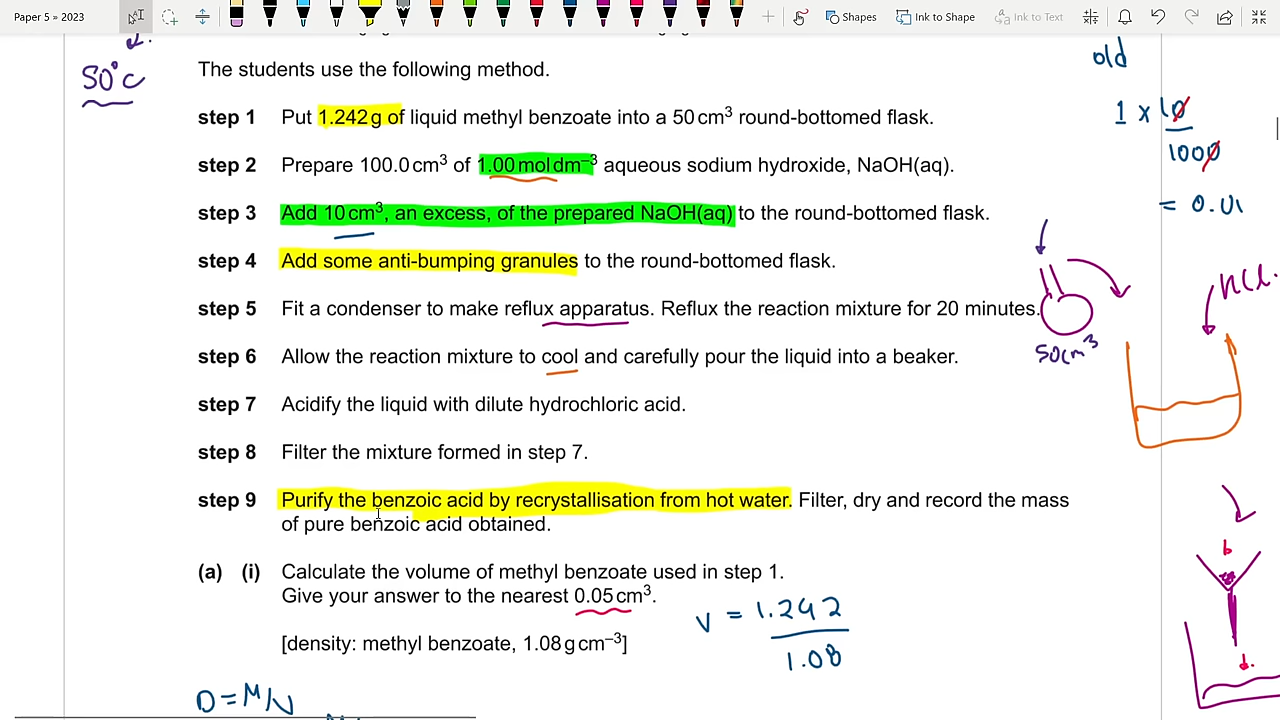 Paper 5 » 2023
Shapes
Ink to Shape
Ink to Text
50°C
old
The students use the following method.
step 1 Put 1.242 g of liquid methyl benzoate into a 50 cm³ round-bottomed flask.
1 x 10
1000
step 2 Prepare 100.0 cm³ of 1.00 mol dm⁻³ aqueous sodium hydroxide, NaOH(aq).
= 0.01
step 3 Add 10 cm³, an excess, of the prepared NaOH(aq) to the round-bottomed flask.
step 4 Add some anti-bumping granules to the round-bottomed flask.
HCl.
step 5 Fit a condenser to make reflux apparatus. Reflux the reaction mixture for 20 minutes.
50cm³
step 6 Allow the reaction mixture to cool and carefully pour the liquid into a beaker.
step 7 Acidify the liquid with dilute hydrochloric acid.
step 8 Filter the mixture formed in step 7.
step 9 Purify the benzoic acid by recrystallisation from hot water. Filter, dry and record the mass
of pure benzoic acid obtained.
b
(a) (i) Calculate the volume of methyl benzoate used in step 1.
Give your answer to the nearest 0.05 cm³.
V = 1.242
1.08
[density: methyl benzoate, 1.08 g cm⁻³]
d.
D = M/V